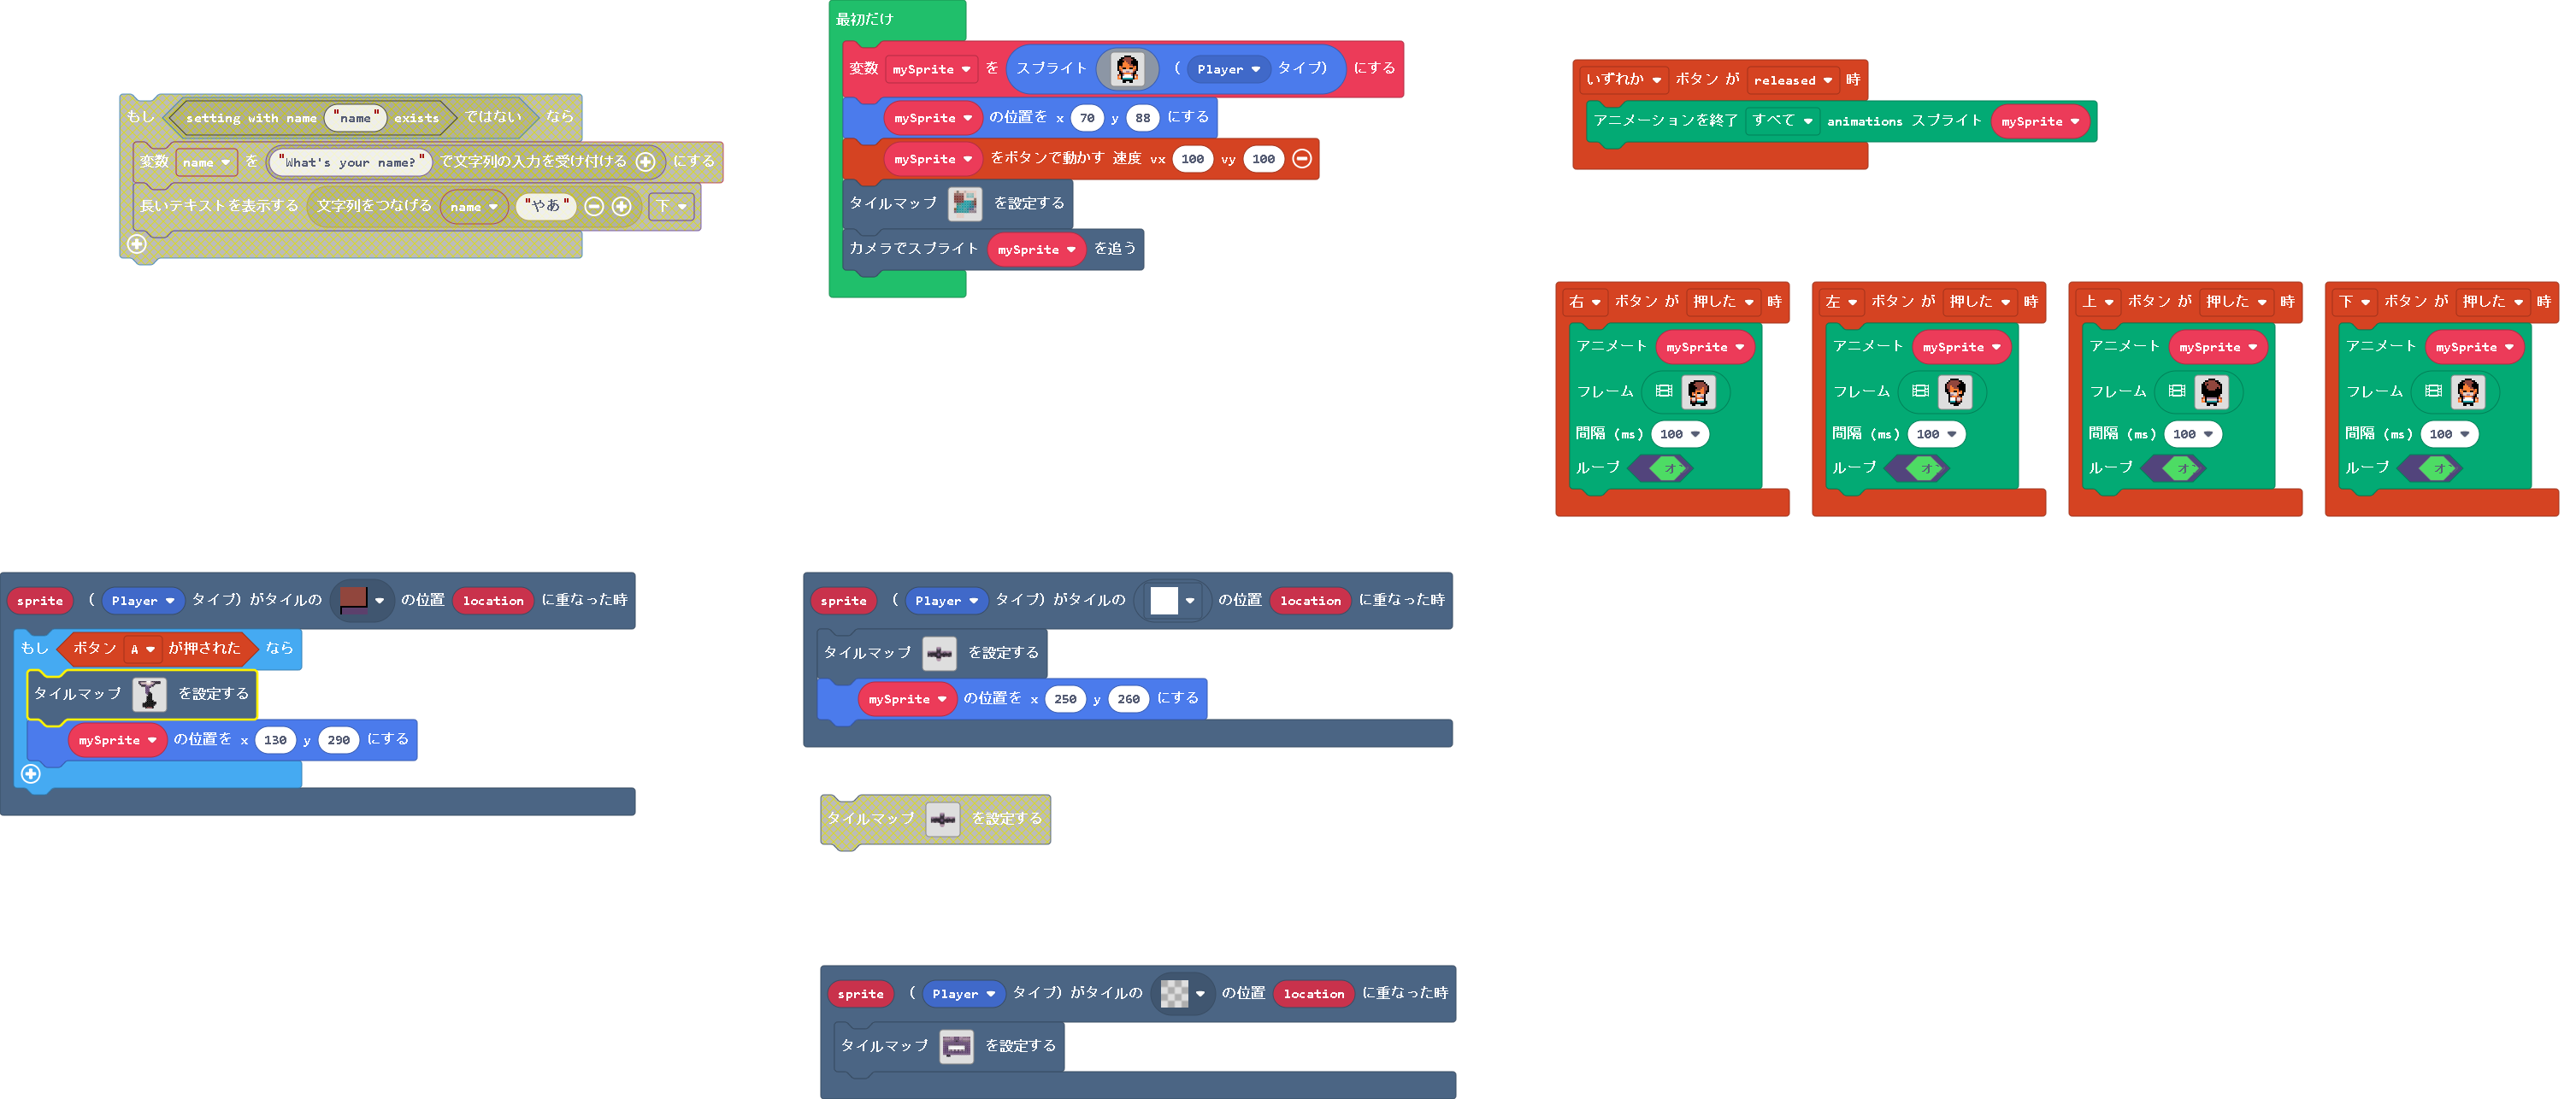 もし setting with name "name" exists ではない なら
変数 name を "What's your name?" で文字列の入力を受け付ける にする
長いテキストを表示する 文字列をつなげる name "やあ" 下
最初だけ
変数 mySprite を スプライト ( Player タイプ) にする
mySprite の位置を x 70 y 88 にする
mySprite をボタンで動かす 速度 vx 100 vy 100
タイルマップ を設定する
カメラでスプライト mySprite を追う
いずれか ボタン が released 時
アニメーションを終了 すべて animations スプライト mySprite
右 ボタン が 押した 時
アニメート mySprite
フレーム
間隔 (ms) 100
ループ
左 ボタン が 押した 時
アニメート mySprite
フレーム
間隔 (ms) 100
ループ
上 ボタン が 押した 時
アニメート mySprite
フレーム
間隔 (ms) 100
ループ
下 ボタン が 押した 時
アニメート mySprite
フレーム
間隔 (ms) 100
ループ
sprite ( Player タイプ) がタイルの の位置 location に重なった時
もし ボタン A が押された なら
タイルマップ を設定する
mySprite の位置を x 130 y 290 にする
sprite ( Player タイプ) がタイルの の位置 location に重なった時
タイルマップ を設定する
mySprite の位置を x 250 y 260 にする
タイルマップ を設定する
sprite ( Player タイプ) がタイルの の位置 location に重なった時
タイルマップ を設定する